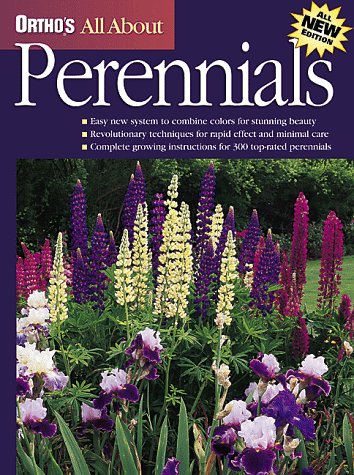 ORTHO'S All About
ALL
NEW
EDITION
Perennials
▪ Easy new system to combine colors for stunning beauty
▪ Revolutionary techniques for rapid effect and minimal care
▪ Complete growing instructions for 300 top-rated perennials